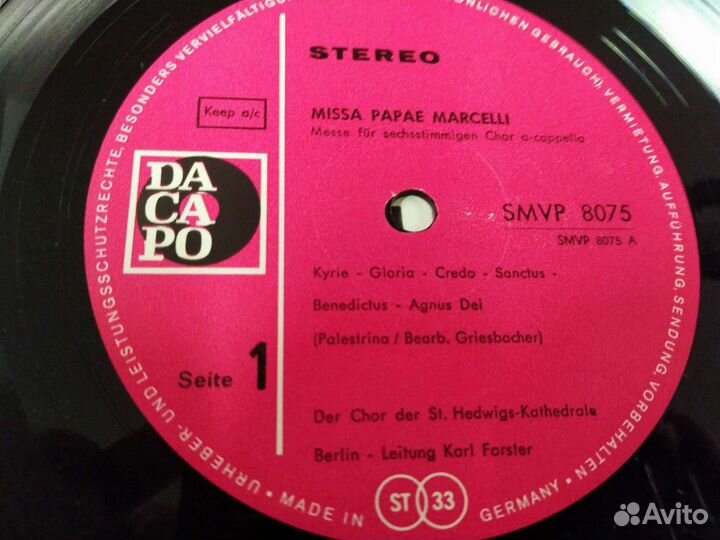 STEREO
Keep a/c
MISSA PAPAE MARCELLI
Messe für sechsstimmigen Chor a-cappella
DA
CA
PO
SMVP 8075
SMVP 8075 A
Kyrie - Gloria - Credo - Sanctus -
Benedictus - Agnus Dei
(Palestrina / Bearb. Griesbacher)
Seite 1
Der Chor der St. Hedwigs-Kathedrale
Berlin - Leitung Karl Forster
URHEBER- UND LEISTUNGSSCHUTZRECHTE, BESONDERS VERVIELFÄLTIGUN
ÖNLICHEN GEBRAUCH), VERMIETUNG, AUFFÜHRUNG, SENDUNG, VORBEHALTEN
• MADE IN ST 33 GERMANY •
Avito